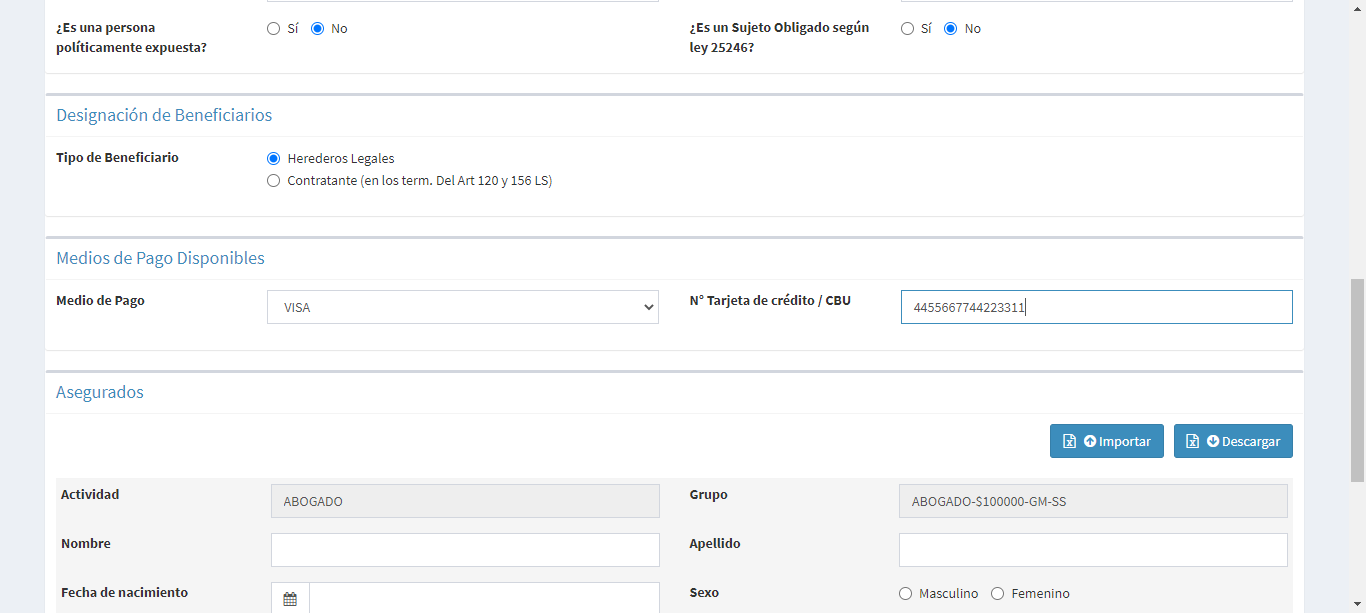 ¿Es una persona políticamente expuesta?
Sí No
¿Es un Sujeto Obligado según ley 25246?
Sí No
Designación de Beneficiarios
Tipo de Beneficiario
Herederos Legales
Contratante (en los term. Del Art 120 y 156 LS)
Medios de Pago Disponibles
Medio de Pago
VISA
N° Tarjeta de crédito / CBU
4455667744223311
Asegurados
Importar Descargar
Actividad
ABOGADO
Grupo
ABOGADO-$100000-GM-SS
Nombre
Apellido
Fecha de nacimiento
Sexo
Masculino Femenino